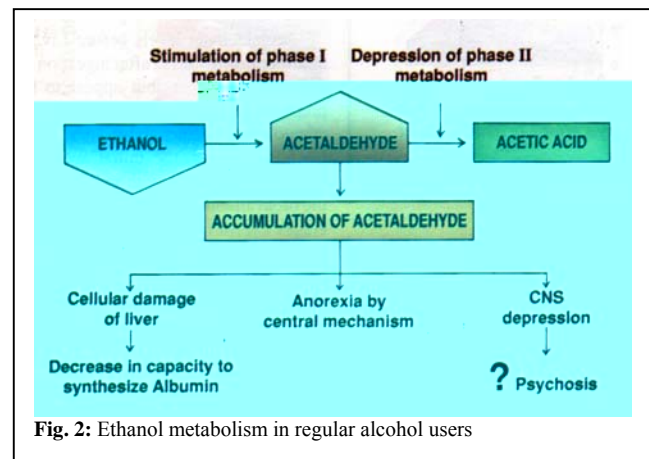 Stimulation of phase I
metabolism
Depression of phase II
metabolism
ETHANOL
ACETALDEHYDE
ACETIC ACID
ACCUMULATION OF ACETALDEHYDE
Cellular damage
of liver
Anorexia by
central mechanism
CNS
depression
Decrease in capacity to
synthesize Albumin
? Psychosis
Fig. 2: Ethanol metabolism in regular alcohol users